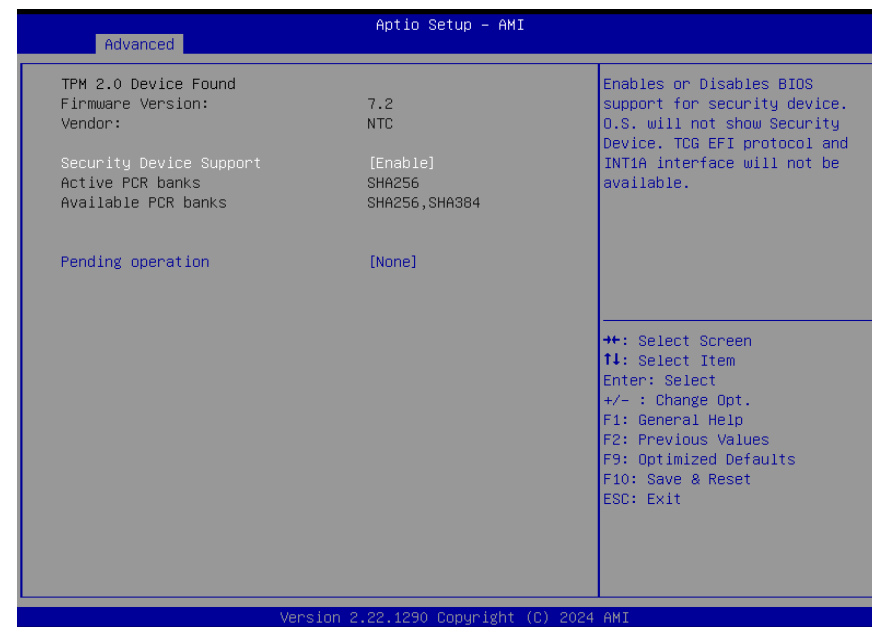 Aptio Setup – AMI
Advanced
TPM 2.0 Device Found
Firmware Version: 7.2
Vendor: NTC
Security Device Support [Enable]
Active PCR banks SHA256
Available PCR banks SHA256,SHA384
Pending operation [None]
Enables or Disables BIOS
support for security device.
O.S. will not show Security
Device. TCG EFI protocol and
INT1A interface will not be
available.
→←: Select Screen
↑↓: Select Item
Enter: Select
+/- : Change Opt.
F1: General Help
F2: Previous Values
F9: Optimized Defaults
F10: Save & Reset
ESC: Exit
Version 2.22.1290 Copyright (C) 2024 AMI